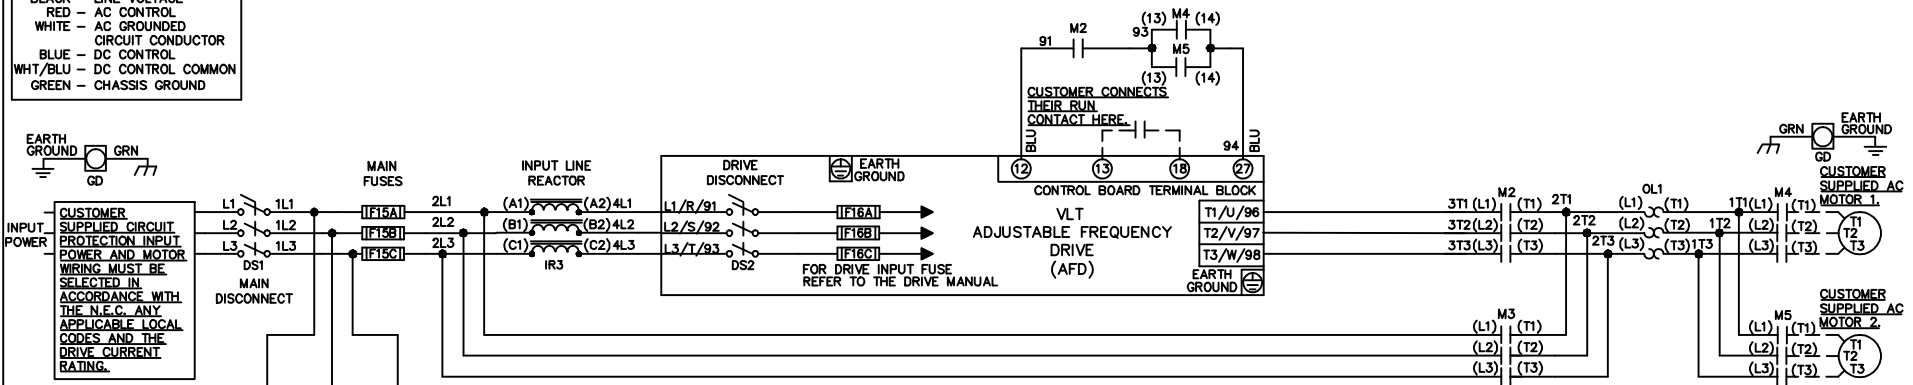 RED – AC CONTROL
WHITE – AC GROUNDED
CIRCUIT CONDUCTOR
BLUE – DC CONTROL
WHT/BLU – DC CONTROL COMMON
GREEN – CHASSIS GROUND
EARTH
GROUND
GRN
GD
INPUT
POWER
CUSTOMER
SUPPLIED CIRCUIT
PROTECTION INPUT
POWER AND MOTOR
WIRING MUST BE
SELECTED IN
ACCORDANCE WITH
THE N.E.C. ANY
APPLICABLE LOCAL
CODES AND THE
DRIVE CURRENT
RATING.
L1 1L1
L2 1L2
L3 1L3
DS1
MAIN
DISCONNECT
MAIN
FUSES
F15A
F15B
F15C
2L1
2L2
2L3
INPUT LINE
REACTOR
(A1) (A2) 4L1
(B1) (B2) 4L2
(C1) (C2) 4L3
IR3
L1/R/91
L2/S/92
L3/T/93
DRIVE
DISCONNECT
DS2
EARTH
GROUND
F16A
F16B
F16C
FOR DRIVE INPUT FUSE
REFER TO THE DRIVE MANUAL
91
M2
93
(13) M4 (14)
M5
(13) (14)
CUSTOMER CONNECTS
THEIR RUN
CONTACT HERE.
BLU
94
BLU
12
13
18
27
CONTROL BOARD TERMINAL BLOCK
VLT
ADJUSTABLE FREQUENCY
DRIVE
(AFD)
T1/U/96
T2/V/97
T3/W/98
EARTH
GROUND
M2
3T1 (L1) (T1) 2T1
3T2 (L2) (T2) 2T2
3T3 (L3) (T3) 2T3
M3
(L1) (T1)
(L2) (T2)
(L3) (T3)
OL1
(L1) (T1) 1T1
(L2) (T2) 1T2
(L3) (T3) 1T3
GRN
EARTH
GROUND
GD
CUSTOMER
SUPPLIED AC
MOTOR 1.
M4
(L1) (T1)
(L2) (T2)
(L3) (T3)
T1
T2
T3
CUSTOMER
SUPPLIED AC
MOTOR 2.
M5
(L1) (T1)
(L2) (T2)
(L3) (T3)
T1
T2
T3